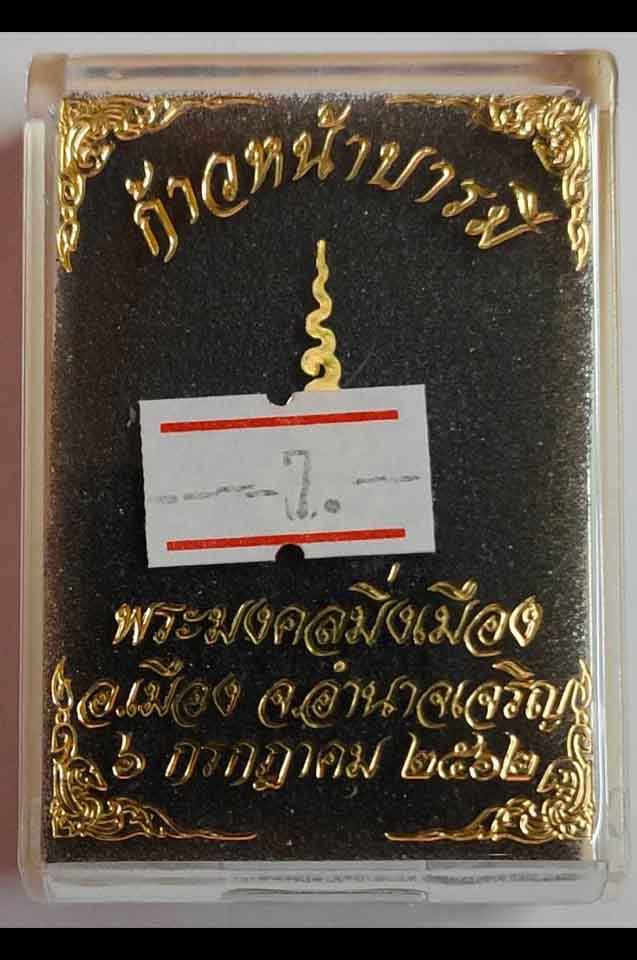 ก้าวหน้าบารมี
พระมงคลมิ่งเมือง
อ.เมือง จ.อำนาจเจริญ
๖ กรกฎาคม ๒๕๖๒